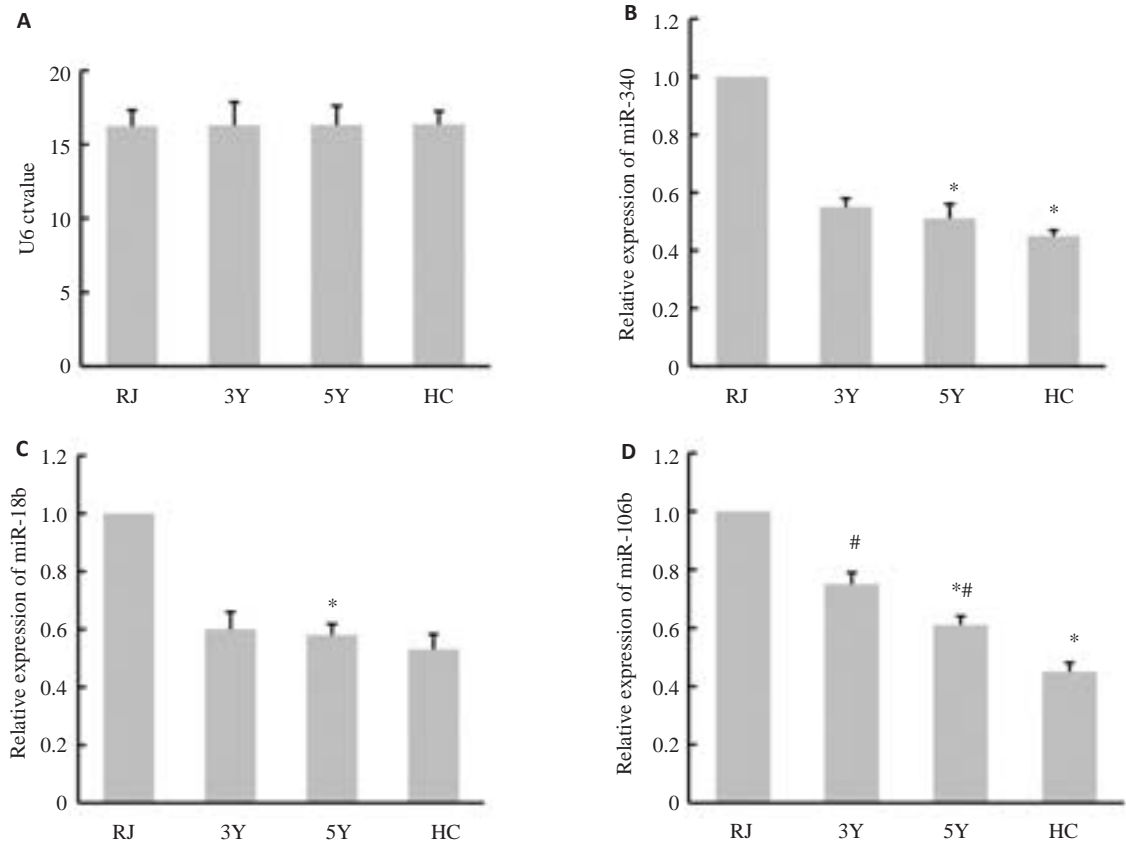 A
U6 ctvalue
20
15
10
5
0
RJ 3Y 5Y HC
B
Relative expression of miR-340
1.2
1.0
0.8
0.6
0.4
0.2
0
*
*
RJ 3Y 5Y HC
C
Relative expression of miR-18b
1.2
1.0
0.8
0.6
0.4
0.2
0
*
RJ 3Y 5Y HC
D
Relative expression of miR-106b
1.2
1.0
0.8
0.6
0.4
0.2
0
#
*#
*
RJ 3Y 5Y HC